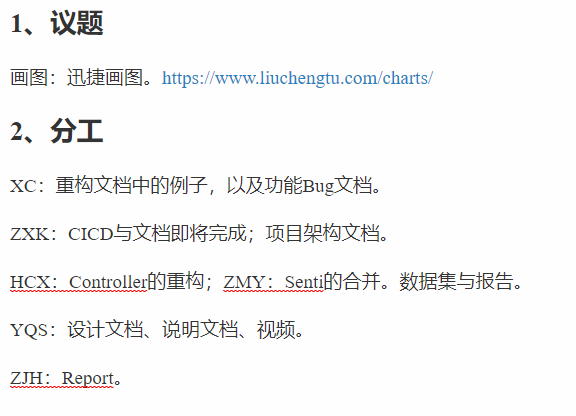 1、议题
画图：迅捷画图。https://www.liuchengtu.com/charts/
2、分工
XC：重构文档中的例子，以及功能Bug文档。
ZXK：CICD与文档即将完成；项目架构文档。
HCX：Controller的重构；ZMY：Senti的合并。数据集与报告。
YQS：设计文档、说明文档、视频。
ZJH：Report。